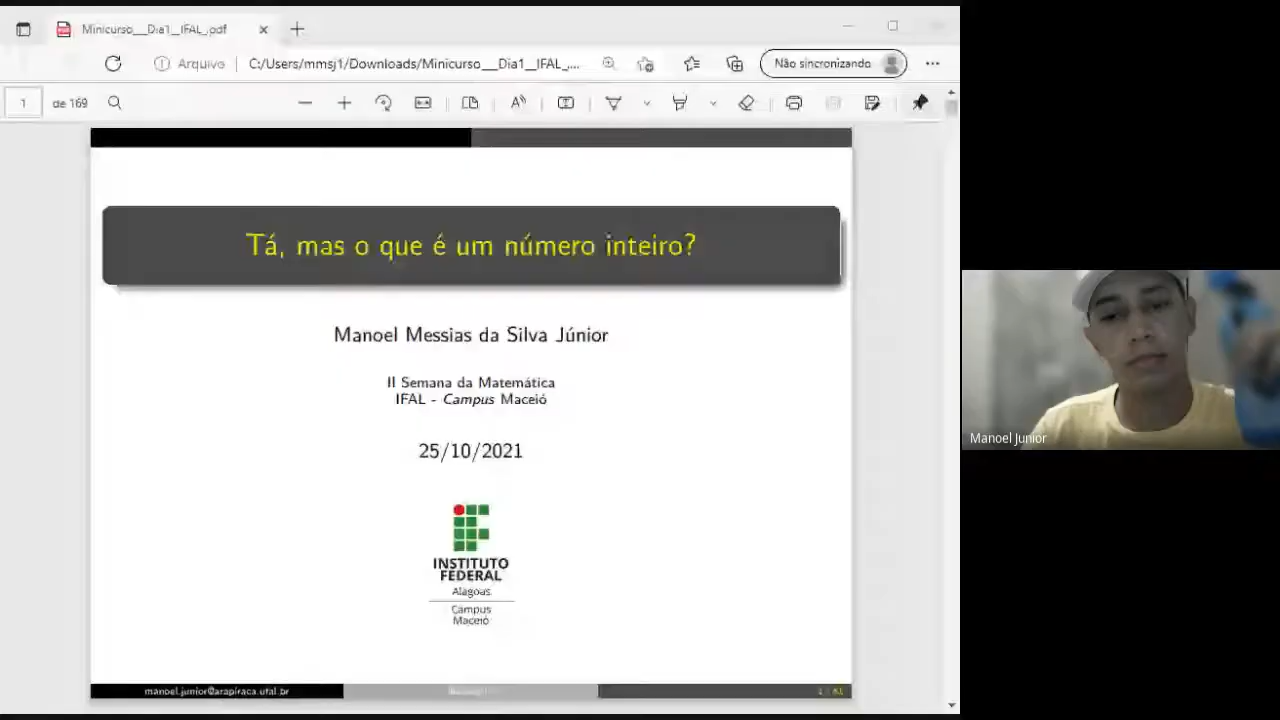 Minicurso__Dia1__IFAL_.pdf
Arquivo
C:/Users/mmsj1/Downloads/Minicurso__Dia1__IFAL_...
Não sincronizando
1
de 169
Tá, mas o que é um número inteiro?
Manoel Messias da Silva Júnior
II Semana da Matemática
IFAL - Campus Maceió
25/10/2021
INSTITUTO
FEDERAL
Alagoas
Campus
Maceió
manoel.junior@arapiraca.ufal.br
Manoel Junior